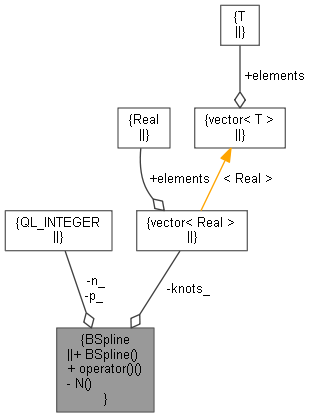 {T
||}
+elements
{Real
||}
{vector< T >
||}
+elements
< Real >
{QL_INTEGER
||}
{vector< Real >
||}
-n_
-p_
-knots_
{BSpline
||+ BSpline()
+ operator()()
- N()
}